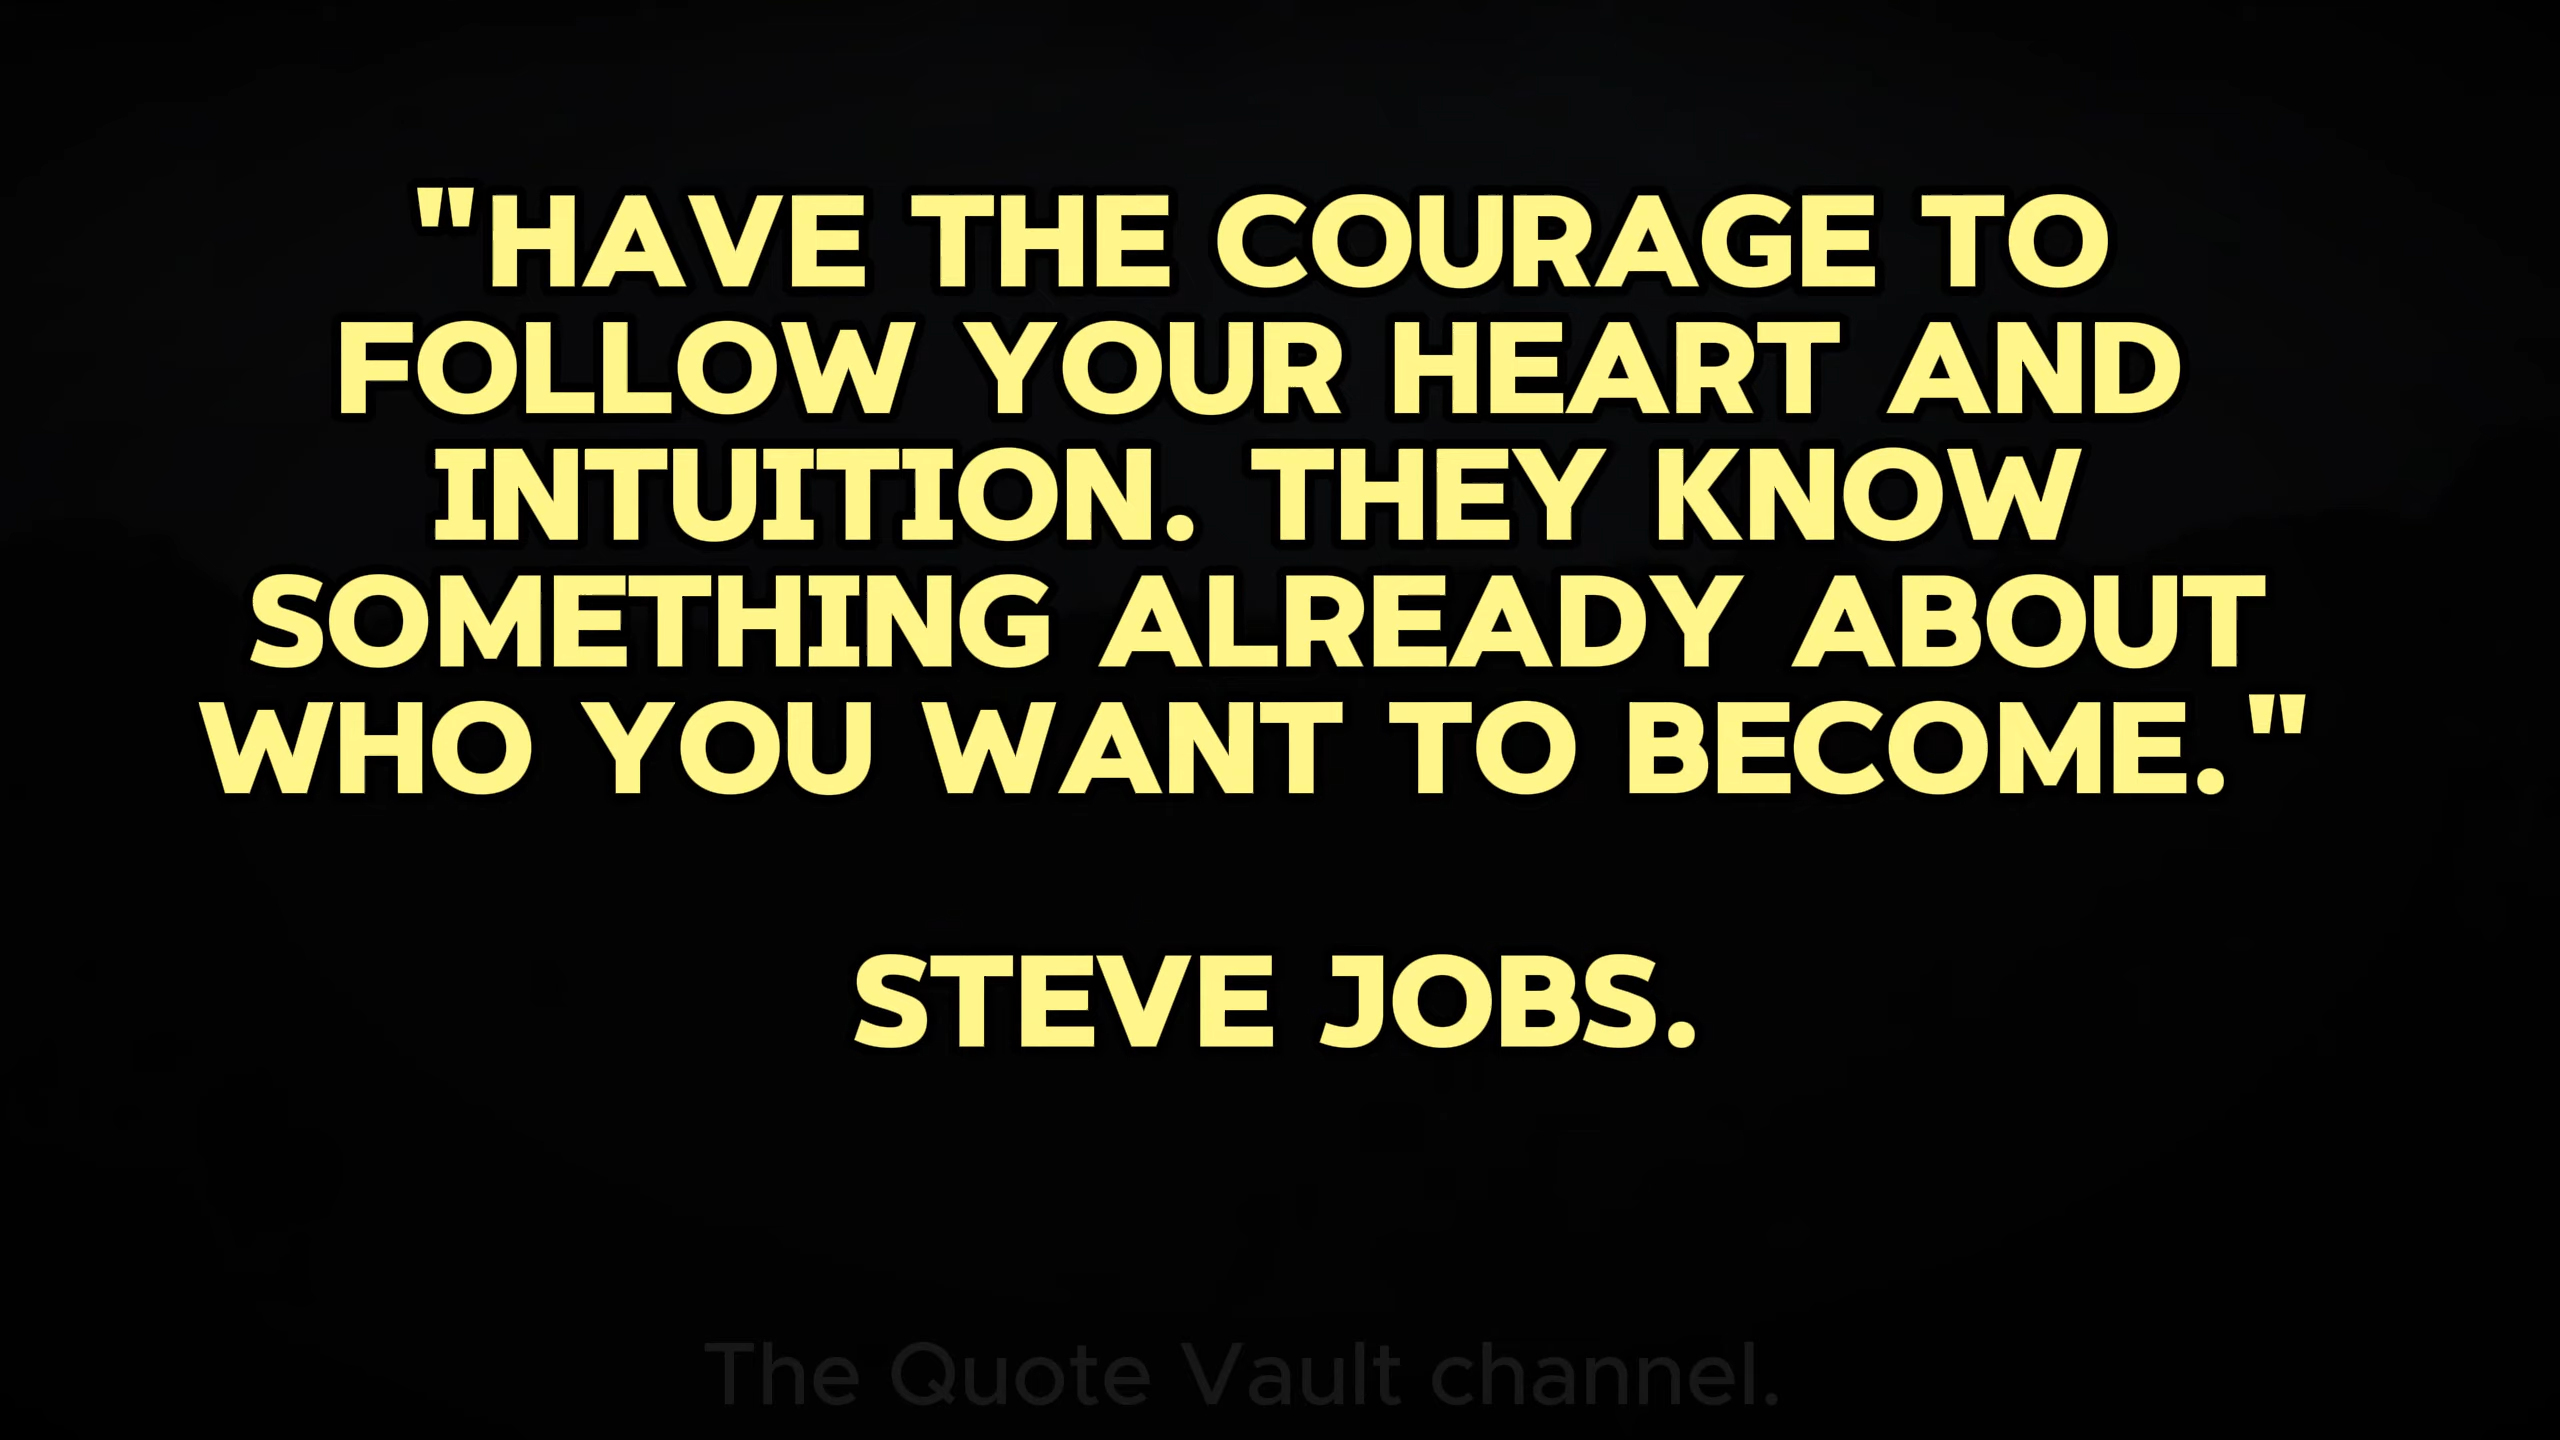 "HAVE THE COURAGE TO
FOLLOW YOUR HEART AND
INTUITION. THEY KNOW
SOMETHING ALREADY ABOUT
WHO YOU WANT TO BECOME."
STEVE JOBS.
The Quote Vault channel.